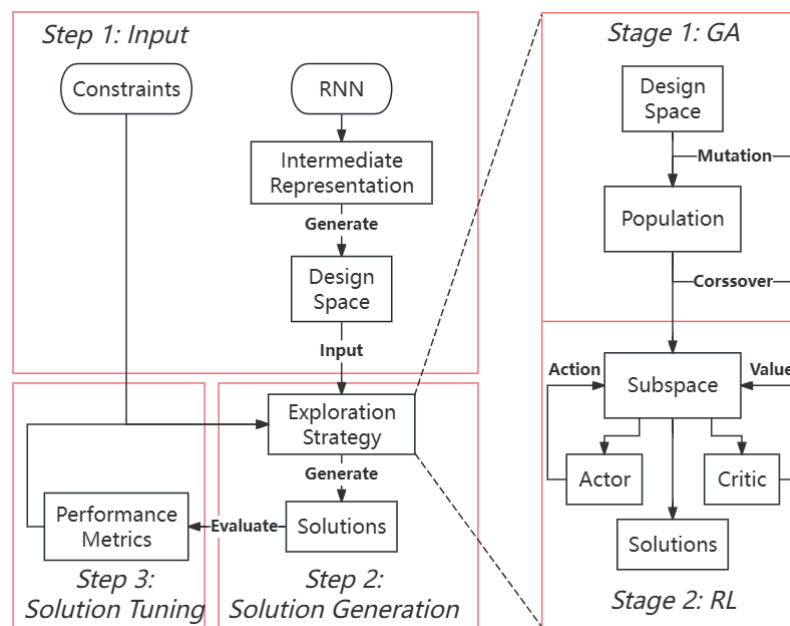 Step 1: Input
Constraints
RNN
Intermediate
Representation
Generate
Design
Space
Input
Exploration
Strategy
Generate
Solutions
Evaluate
Performance
Metrics
Step 3:
Solution Tuning
Step 2:
Solution Generation
Stage 1: GA
Design
Space
Mutation
Population
Corssover
Action
Subspace
Value
Actor
Critic
Solutions
Stage 2: RL